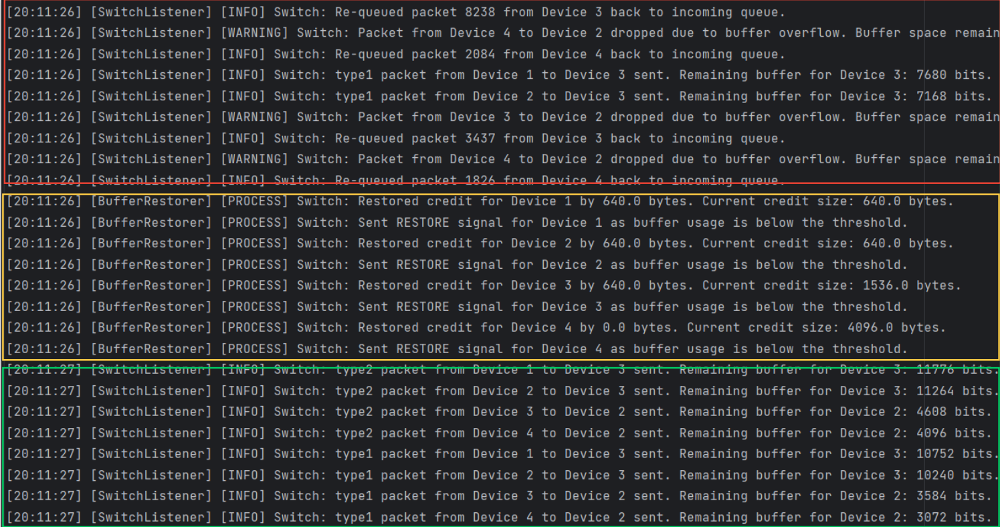 [20:11:26] [SwitchListener] [INFO] Switch: Re-queued packet 8238 from Device 3 back to incoming queue.
[20:11:26] [SwitchListener] [WARNING] Switch: Packet from Device 4 to Device 2 dropped due to buffer overflow. Buffer space remain
[20:11:26] [SwitchListener] [INFO] Switch: Re-queued packet 2084 from Device 4 back to incoming queue.
[20:11:26] [SwitchListener] [INFO] Switch: type1 packet from Device 1 to Device 3 sent. Remaining buffer for Device 3: 7680 bits.
[20:11:26] [SwitchListener] [INFO] Switch: type1 packet from Device 2 to Device 3 sent. Remaining buffer for Device 3: 7168 bits.
[20:11:26] [SwitchListener] [WARNING] Switch: Packet from Device 3 to Device 2 dropped due to buffer overflow. Buffer space remain
[20:11:26] [SwitchListener] [INFO] Switch: Re-queued packet 3437 from Device 3 back to incoming queue.
[20:11:26] [SwitchListener] [WARNING] Switch: Packet from Device 4 to Device 2 dropped due to buffer overflow. Buffer space remain
[20:11:26] [SwitchListener] [INFO] Switch: Re-queued packet 1826 from Device 4 back to incoming queue.
[20:11:26] [BufferRestorer] [PROCESS] Switch: Restored credit for Device 1 by 640.0 bytes. Current credit size: 640.0 bytes.
[20:11:26] [BufferRestorer] [PROCESS] Switch: Sent RESTORE signal for Device 1 as buffer usage is below the threshold.
[20:11:26] [BufferRestorer] [PROCESS] Switch: Restored credit for Device 2 by 640.0 bytes. Current credit size: 640.0 bytes.
[20:11:26] [BufferRestorer] [PROCESS] Switch: Sent RESTORE signal for Device 2 as buffer usage is below the threshold.
[20:11:26] [BufferRestorer] [PROCESS] Switch: Restored credit for Device 3 by 640.0 bytes. Current credit size: 1536.0 bytes.
[20:11:26] [BufferRestorer] [PROCESS] Switch: Sent RESTORE signal for Device 3 as buffer usage is below the threshold.
[20:11:26] [BufferRestorer] [PROCESS] Switch: Restored credit for Device 4 by 0.0 bytes. Current credit size: 4096.0 bytes.
[20:11:26] [BufferRestorer] [PROCESS] Switch: Sent RESTORE signal for Device 4 as buffer usage is below the threshold.
[20:11:27] [SwitchListener] [INFO] Switch: type2 packet from Device 1 to Device 3 sent. Remaining buffer for Device 3: 11776 bits.
[20:11:27] [SwitchListener] [INFO] Switch: type2 packet from Device 2 to Device 3 sent. Remaining buffer for Device 3: 11264 bits.
[20:11:27] [SwitchListener] [INFO] Switch: type2 packet from Device 3 to Device 2 sent. Remaining buffer for Device 2: 4608 bits.
[20:11:27] [SwitchListener] [INFO] Switch: type2 packet from Device 4 to Device 2 sent. Remaining buffer for Device 2: 4096 bits.
[20:11:27] [SwitchListener] [INFO] Switch: type1 packet from Device 1 to Device 3 sent. Remaining buffer for Device 3: 10752 bits.
[20:11:27] [SwitchListener] [INFO] Switch: type1 packet from Device 2 to Device 3 sent. Remaining buffer for Device 3: 10240 bits.
[20:11:27] [SwitchListener] [INFO] Switch: type1 packet from Device 3 to Device 2 sent. Remaining buffer for Device 2: 3584 bits.
[20:11:27] [SwitchListener] [INFO] Switch: type1 packet from Device 4 to Device 2 sent. Remaining buffer for Device 2: 3072 bits.